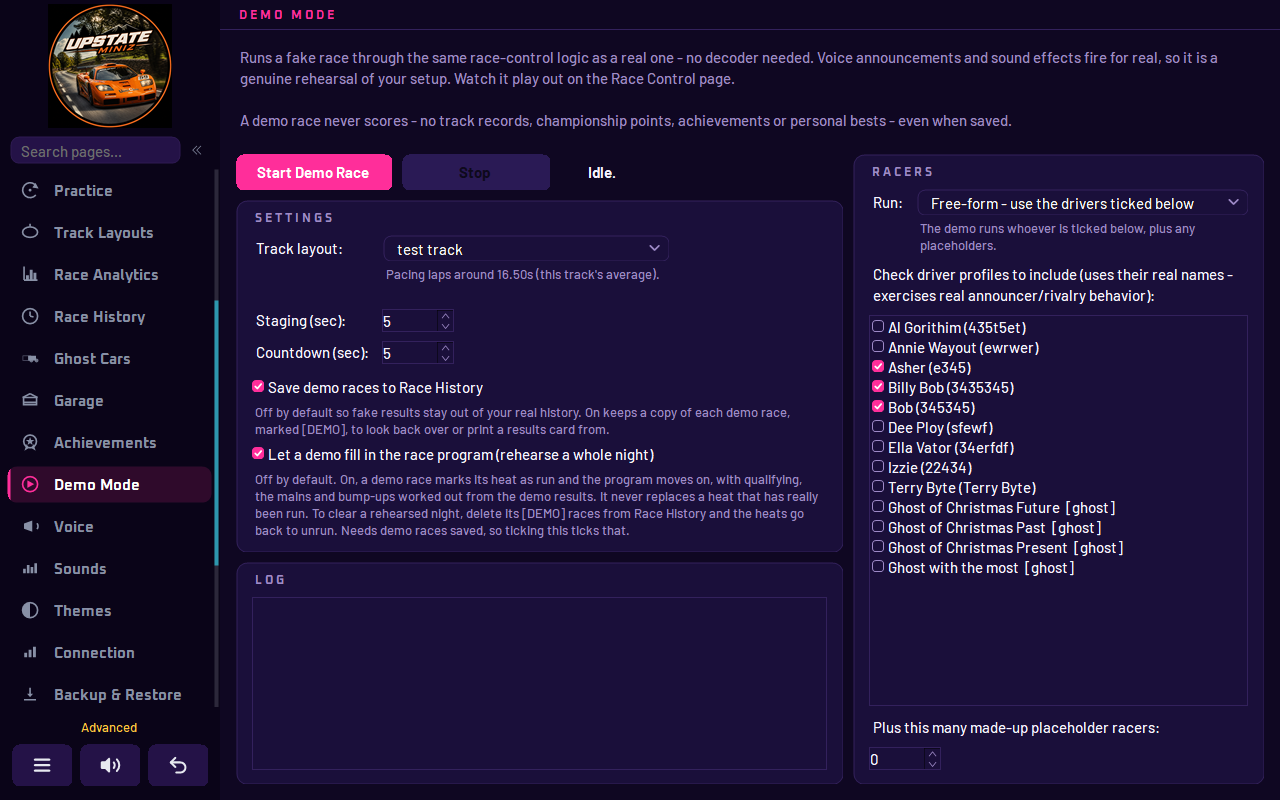 UPSTATE
MINIZ
Search pages...
Practice
Track Layouts
Race Analytics
Race History
Ghost Cars
Garage
Achievements
Demo Mode
Voice
Sounds
Themes
Connection
Backup & Restore
Advanced
DEMO MODE
Runs a fake race through the same race-control logic as a real one - no decoder needed. Voice announcements and sound effects fire for real, so it is a
genuine rehearsal of your setup. Watch it play out on the Race Control page.
A demo race never scores - no track records, championship points, achievements or personal bests - even when saved.
Start Demo Race
Stop
Idle.
SETTINGS
Track layout:
test track
Pacing laps around 16.50s (this track's average).
Staging (sec):
5
Countdown (sec):
5
Save demo races to Race History
Off by default so fake results stay out of your real history. On keeps a copy of each demo race,
marked [DEMO], to look back over or print a results card from.
Let a demo fill in the race program (rehearse a whole night)
Off by default. On, a demo race marks its heat as run and the program moves on, with qualifying,
the mains and bump-ups worked out from the demo results. It never replaces a heat that has really
been run. To clear a rehearsed night, delete its [DEMO] races from Race History and the heats go
back to unrun. Needs demo races saved, so ticking this ticks that.
LOG
RACERS
Run:
Free-form - use the drivers ticked below
The demo runs whoever is ticked below, plus any
placeholders.
Check driver profiles to include (uses their real names -
exercises real announcer/rivalry behavior):
Al Gorithim (435t5et)
Annie Wayout (ewrwer)
Asher (e345)
Billy Bob (3435345)
Bob (345345)
Dee Ploy (sfewf)
Ella Vator (34erfdf)
Izzie (22434)
Terry Byte (Terry Byte)
Ghost of Christmas Future [ghost]
Ghost of Christmas Past [ghost]
Ghost of Christmas Present [ghost]
Ghost with the most [ghost]
Plus this many made-up placeholder racers:
0